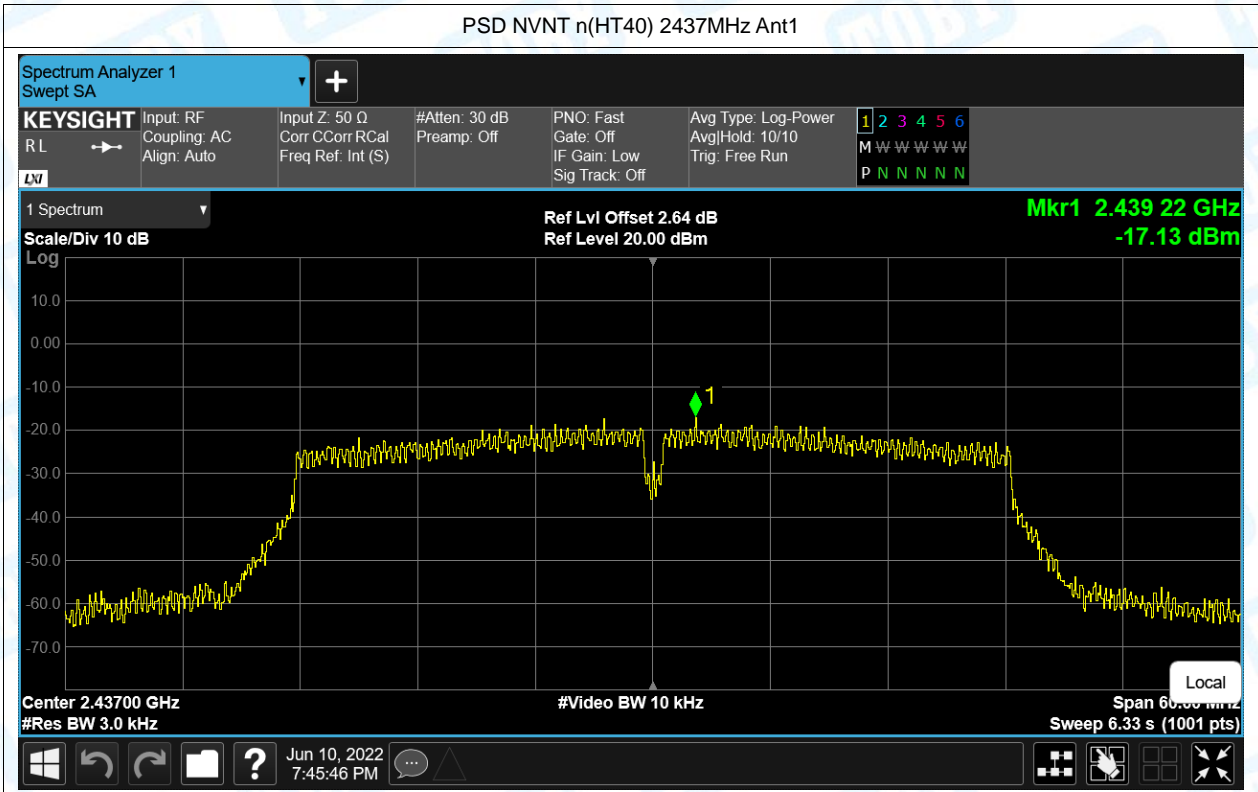 PSD NVNT n(HT40) 2437MHz Ant1
Spectrum Analyzer 1
Swept SA
+
KEYSIGHT
R L
LXI
Input: RF
Coupling: AC
Align: Auto
Input Z: 50 Ω
Corr CCorr RCal
Freq Ref: Int (S)
#Atten: 30 dB
Preamp: Off
PNO: Fast
Gate: Off
IF Gain: Low
Sig Track: Off
Avg Type: Log-Power
Avg|Hold: 10/10
Trig: Free Run
1 2 3 4 5 6
M W W W W W
P N N N N N
1 Spectrum
Scale/Div 10 dB
Ref Lvl Offset 2.64 dB
Ref Level 20.00 dBm
Mkr1 2.439 22 GHz
-17.13 dBm
Log
10.0
0.00
-10.0
-20.0
-30.0
-40.0
-50.0
-60.0
-70.0
1
Local
Center 2.43700 GHz
#Video BW 10 kHz
Span 60.00 MHz
#Res BW 3.0 kHz
Sweep 6.33 s (1001 pts)
?
Jun 10, 2022
7:45:46 PM